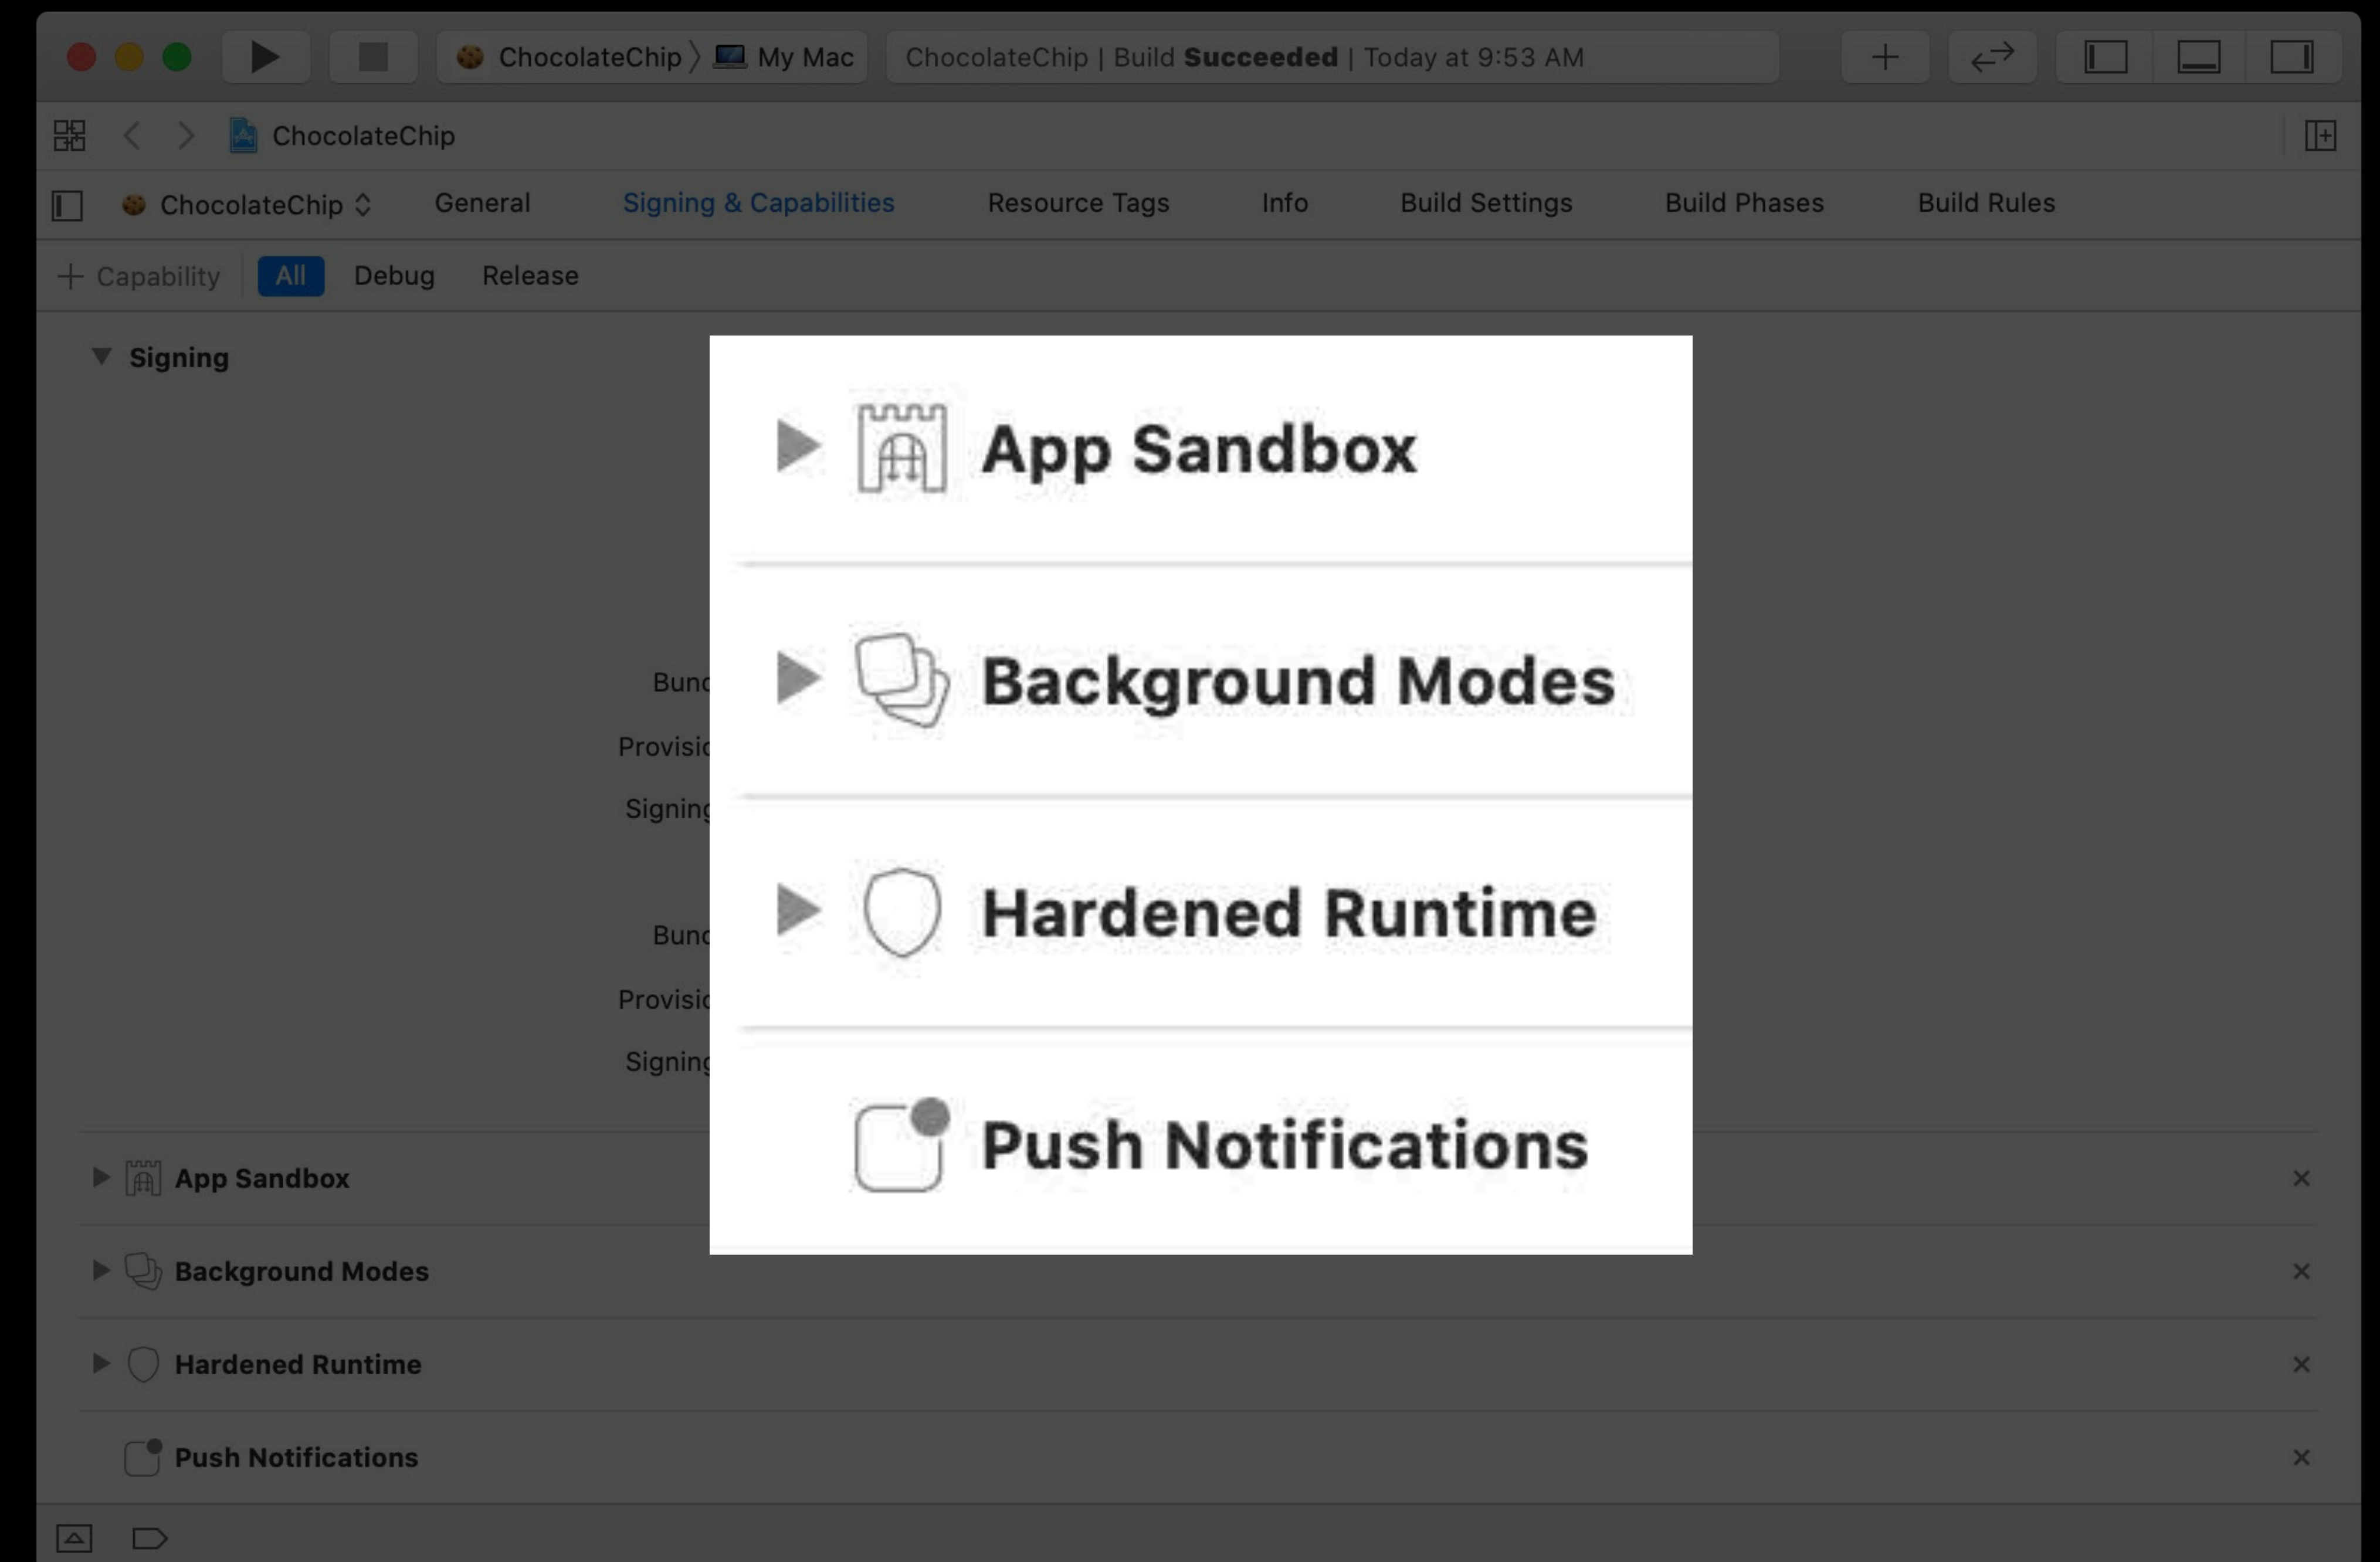 ChocolateChip My Mac ChocolateChip | Build Succeeded | Today at 9:53 AM
ChocolateChip
ChocolateChip General Signing & Capabilities Resource Tags Info Build Settings Build Phases Build Rules
+ Capability All Debug Release
Signing
App Sandbox
Background Modes
Hardened Runtime
Push Notifications
Signing
Signing
App Sandbox
Background Modes
Hardened Runtime
Push Notifications